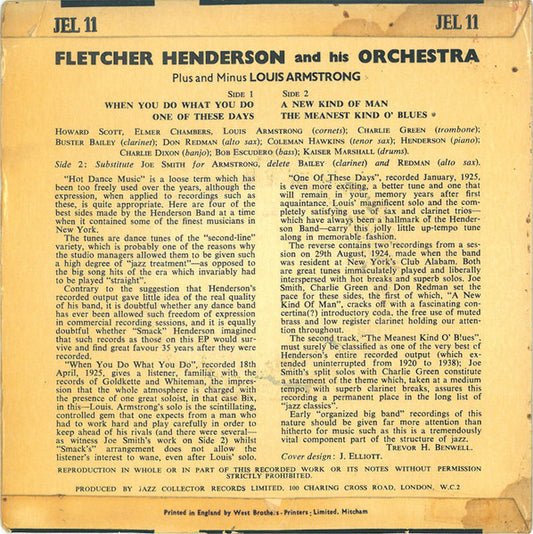 JEL 11 JEL 11
FLETCHER HENDERSON and his ORCHESTRA
Plus and Minus LOUIS ARMSTRONG
SIDE 1
WHEN YOU DO WHAT YOU DO
ONE OF THESE DAYS
SIDE 2
A NEW KIND OF MAN
THE MEANEST KIND O' BLUES
HOWARD SCOTT, ELMER CHAMBERS, LOUIS ARMSTRONG (cornets); CHARLIE GREEN (trombone);
BUSTER BAILEY (clarinet); DON REDMAN (alto sax); COLEMAN HAWKINS (tenor sax); HENDERSON (piano);
CHARLIE DIXON (banjo); BOB ESCUDERO (bass); KAISER MARSHALL (drums).
Side 2: Substitute JOE SMITH for ARMSTRONG, delete BAILEY (clarinet) and REDMAN (alto sax).
"Hot Dance Music" is a loose term which has
been too freely used over the years, although the
expression, when applied to recordings such as
these, is quite appropriate. Here are four of the
best sides made by the Henderson Band at a time
when it contained some of the finest musicians in
New York.
The tunes are dance tunes of the "second-line"
variety, which is probably one of the reasons why
the studio managers allowed them to be given such
a high degree of "jazz treatment"—as opposed to
the big song hits of the era which invariably had
to be played "straight".
Contrary to the suggestion that Henderson's
recorded output gave little idea of the real quality
of his band, it is doubtful whether any dance band
has ever been allowed such freedom of expression
in commercial recording sessions, and it is equally
doubtful whether "Smack" Henderson imagined
that such records as those on this EP would sur-
vive and find great favour 35 years after they were
recorded.
"When You Do What You Do", recorded 18th
April, 1925, gives a listener, familiar with the
records of Goldkette and Whiteman, the impres-
sion that the whole atmosphere is charged with
the presence of one great soloist, in that case Bix,
in this—Louis. Armstrong's solo is the scintillating,
controlled gem that one expects from a man who
had to work hard and play carefully in order to
keep ahead of his rivals (and there were several—
as witness Joe Smith's work on Side 2) whilst
"Smack's" arrangement does not allow the
listener's interest to wane, even after Louis' solo.
"One Of These Days", recorded January, 1925,
is even more exciting, a better tune and one that
will remain in your memory years after first
acquaintance. Louis' magnificent solo and the com-
pletely satisfying use of sax and clarinet trios—
which have always been a hallmark of the Hender-
son Band—carry this jolly little up-tempo tune
along in memorable fashion.
The reverse contains two recordings from a ses-
sion on 29th August, 1924, made when the band
was resident at New York's Club Alabam. Both
are great tunes immaculately played and liberally
interspersed with hot breaks and superb solos. Joe
Smith, Charlie Green and Don Redman set the
pace for these sides, the first of which, "A New
Kind Of Man", cracks off with a fascinating con-
certina(?) introductory coda, the free use of muted
brass and low register clarinet holding our atten-
tion throughout.
The second track, "The Meanest Kind O' Blues",
must surely be classified as one of the very best of
Henderson's entire recorded output (which ex-
tended uninterrupted from 1920 to 1938); Joe
Smith's split solos with Charlie Green constitute
a statement of the theme which, taken at a medium
tempo, with superb clarinet breaks, assures this
recording a permanent place in the long list of
"jazz classics".
Early "organized big band" recordings of this
nature should be given far more attention than
hitherto for music such as this is a tremendously
vital component part of the structure of jazz.
TREVOR H. BENWELL.
Cover design: J. ELLIOTT.
REPRODUCTION IN WHOLE OR IN PART OF THIS RECORDED WORK OR ITS NOTES WITHOUT PERMISSION
STRICTLY PROHIBITED.
PRODUCED BY JAZZ COLLECTOR RECORDS LIMITED, 100 CHARING CROSS ROAD, LONDON, W.C.2
Printed in England by West Brothers - Printers, Limited, Mitcham